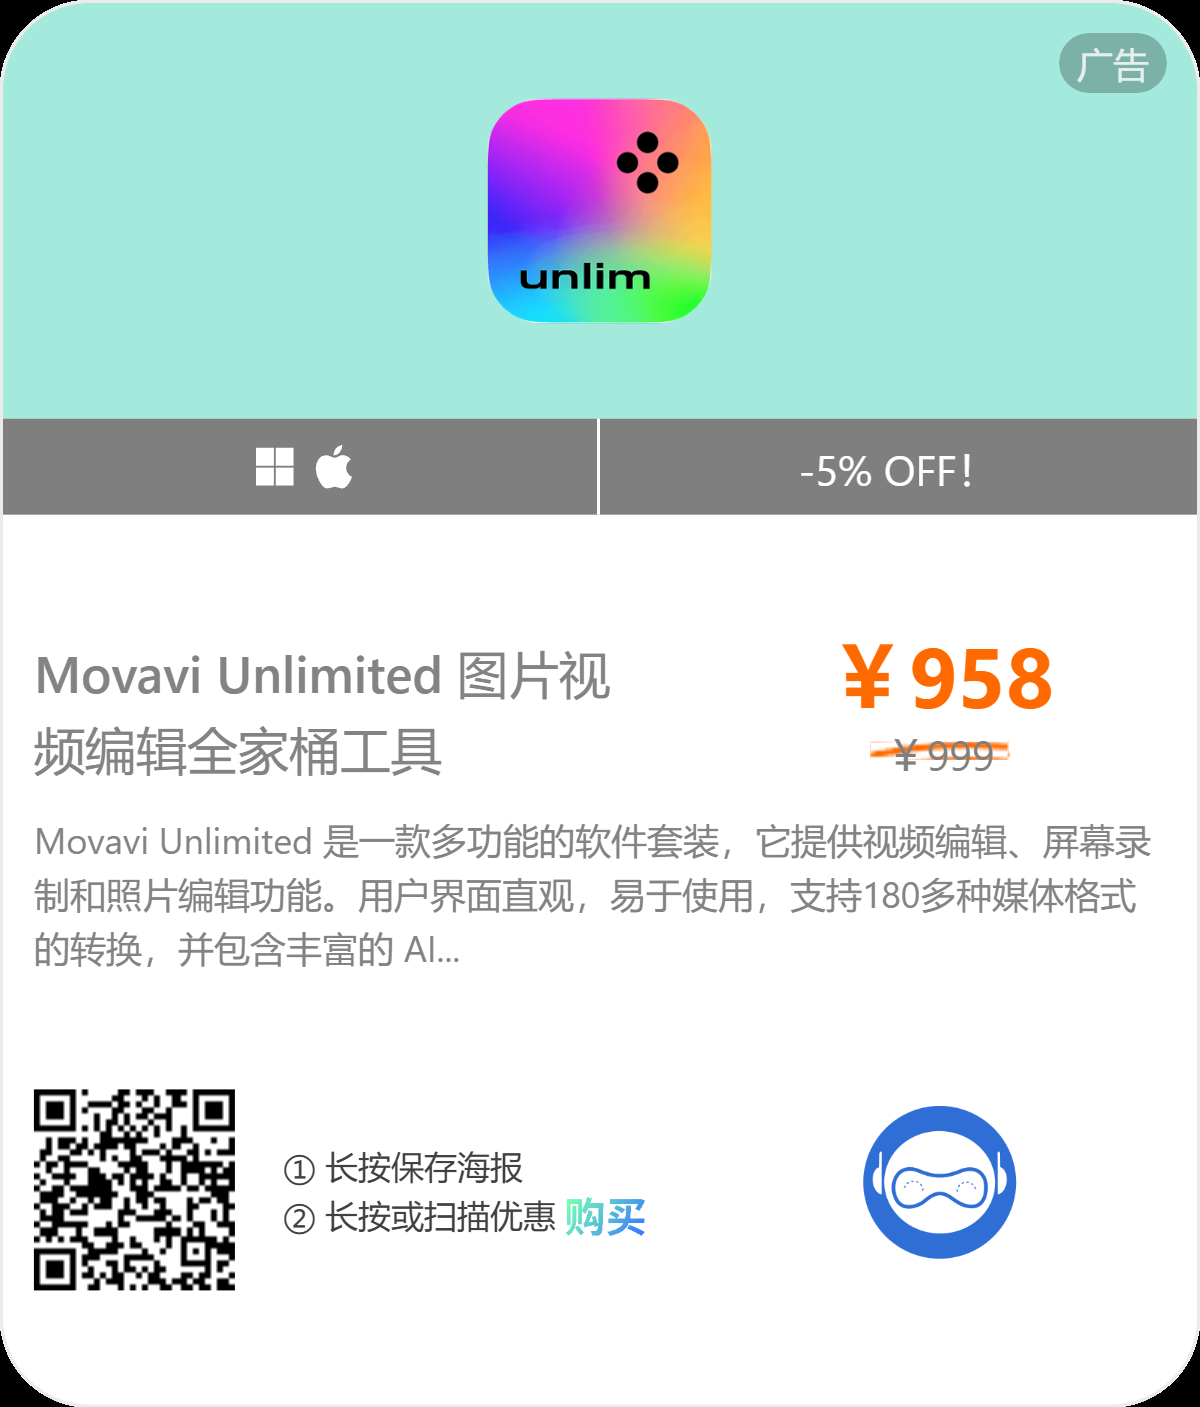 广告
unlim
-5% OFF!
Movavi Unlimited 图片视
频编辑全家桶工具
￥958
￥999
Movavi Unlimited 是一款多功能的软件套装，它提供视频编辑、屏幕录
制和照片编辑功能。用户界面直观，易于使用，支持180多种媒体格式
的转换，并包含丰富的 AI...
① 长按保存海报
② 长按或扫描优惠 购买